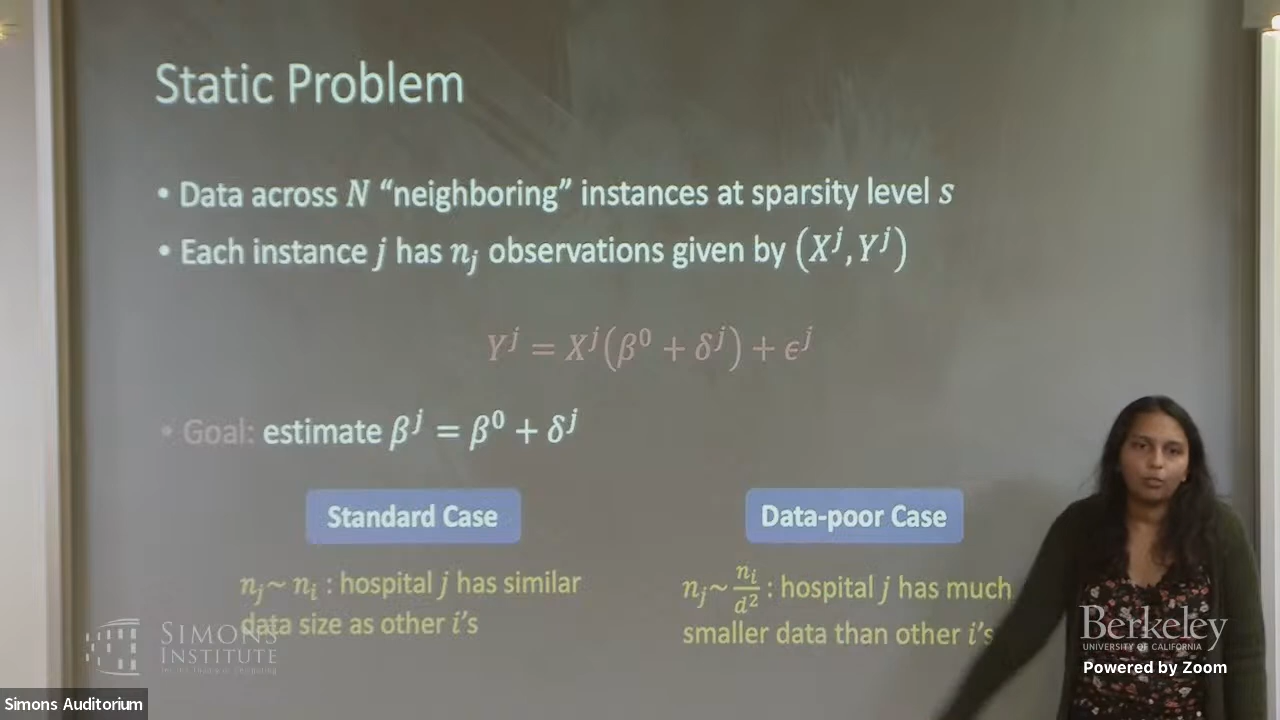 Static Problem
• Data across N “neighboring” instances at sparsity level s
• Each instance j has n_j observations given by (X^j, Y^j)
Y^j = X^j(β^0 + δ^j) + ϵ^j
• Goal: estimate β^j = β^0 + δ^j
Standard Case
n_j ~ n_i : hospital j has similar
data size as other i’s
Data-poor Case
n_j ~ n_i/d^2 : hospital j has much
smaller data than other i’s
SIMONS
INSTITUTE
Berkeley
UNIVERSITY OF CALIFORNIA
Powered by Zoom
Simons Auditorium